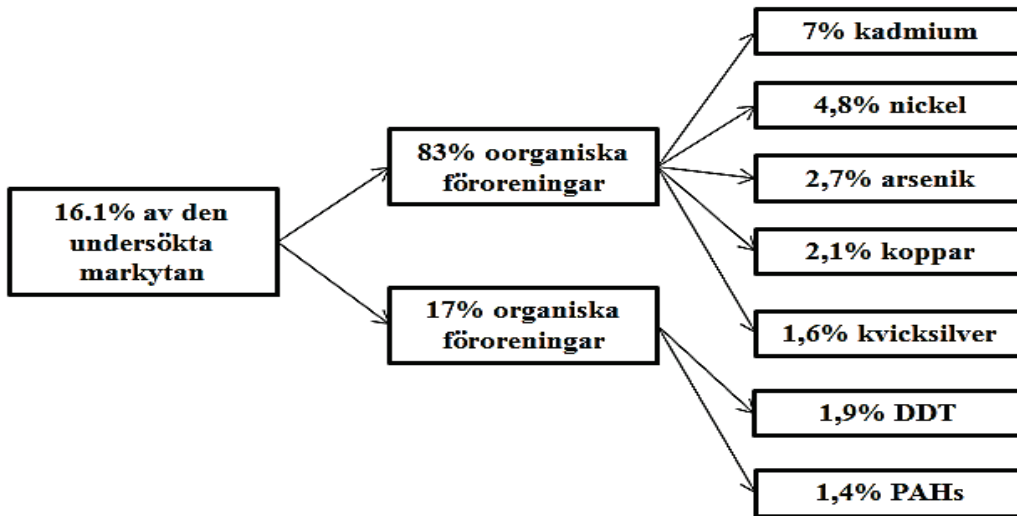 16.1% av den
undersökta
markytan
83% oorganiska
föroreningar
17% organiska
föroreningar
7% kadmium
4,8% nickel
2,7% arsenik
2,1% koppar
1,6% kvicksilver
1,9% DDT
1,4% PAHs